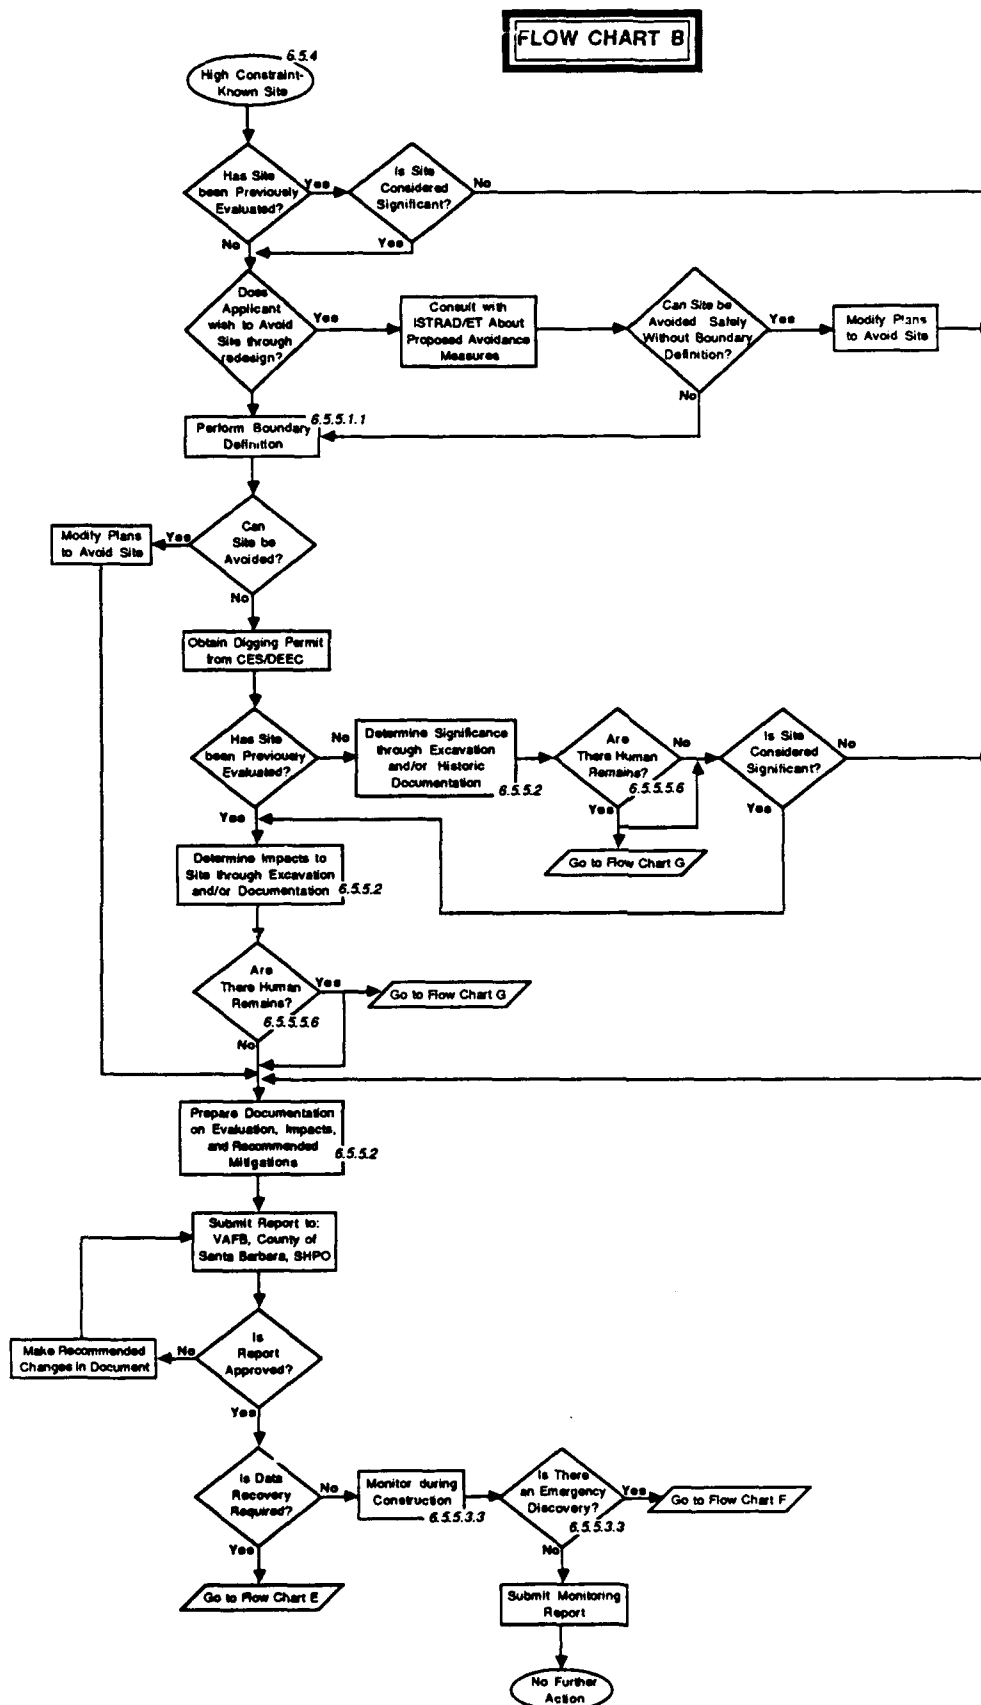 FLOW CHART B
6.5.4
High Constraint-
Known Site
Has Site
been Previously
Evaluated?
Yes
Is Site
Considered
Significant?
No
No
Yes
Does
Applicant
wish to Avoid
Site through
redesign?
Yes
Consult with
ISTRAD/ET About
Proposed Avoidance
Measures
Can Site be
Avoided Safely
Without Boundary
Definition?
Yes
Modify Plans
to Avoid Site
No
6.5.5.1.1
Perform Boundary
Definition
Modify Plans
to Avoid Site
Yes
Can
Site be
Avoided?
No
Obtain Digging Permit
from CES/DEEC
Has Site
been Previously
Evaluated?
No
Determine Significance
through Excavation
and/or Historic
Documentation
6.5.5.2
Are
There Human
Remains?
No
6.5.5.5.6
Yes
Is Site
Considered
Significant?
No
Yes
Go to Flow Chart G
Yes
Determine Impacts to
Site through Excavation
and/or Documentation
6.5.5.2
Are
There Human
Remains?
Yes
Go to Flow Chart G
6.5.5.5.6
No
Prepare Documentation
on Evaluation, Impacts,
and Recommended
Mitigations
6.5.5.2
Submit Report to:
VAFB, County of
Santa Barbara, SHPO
Make Recommended
Changes in Document
No
Is
Report
Approved?
Yes
Is Data
Recovery
Required?
No
Monitor during
Construction
6.5.5.3.3
Is There
an Emergency
Discovery?
Yes
Go to Flow Chart F
6.5.5.3.3
Yes
No
Go to Flow Chart E
Submit Monitoring
Report
No Further
Action